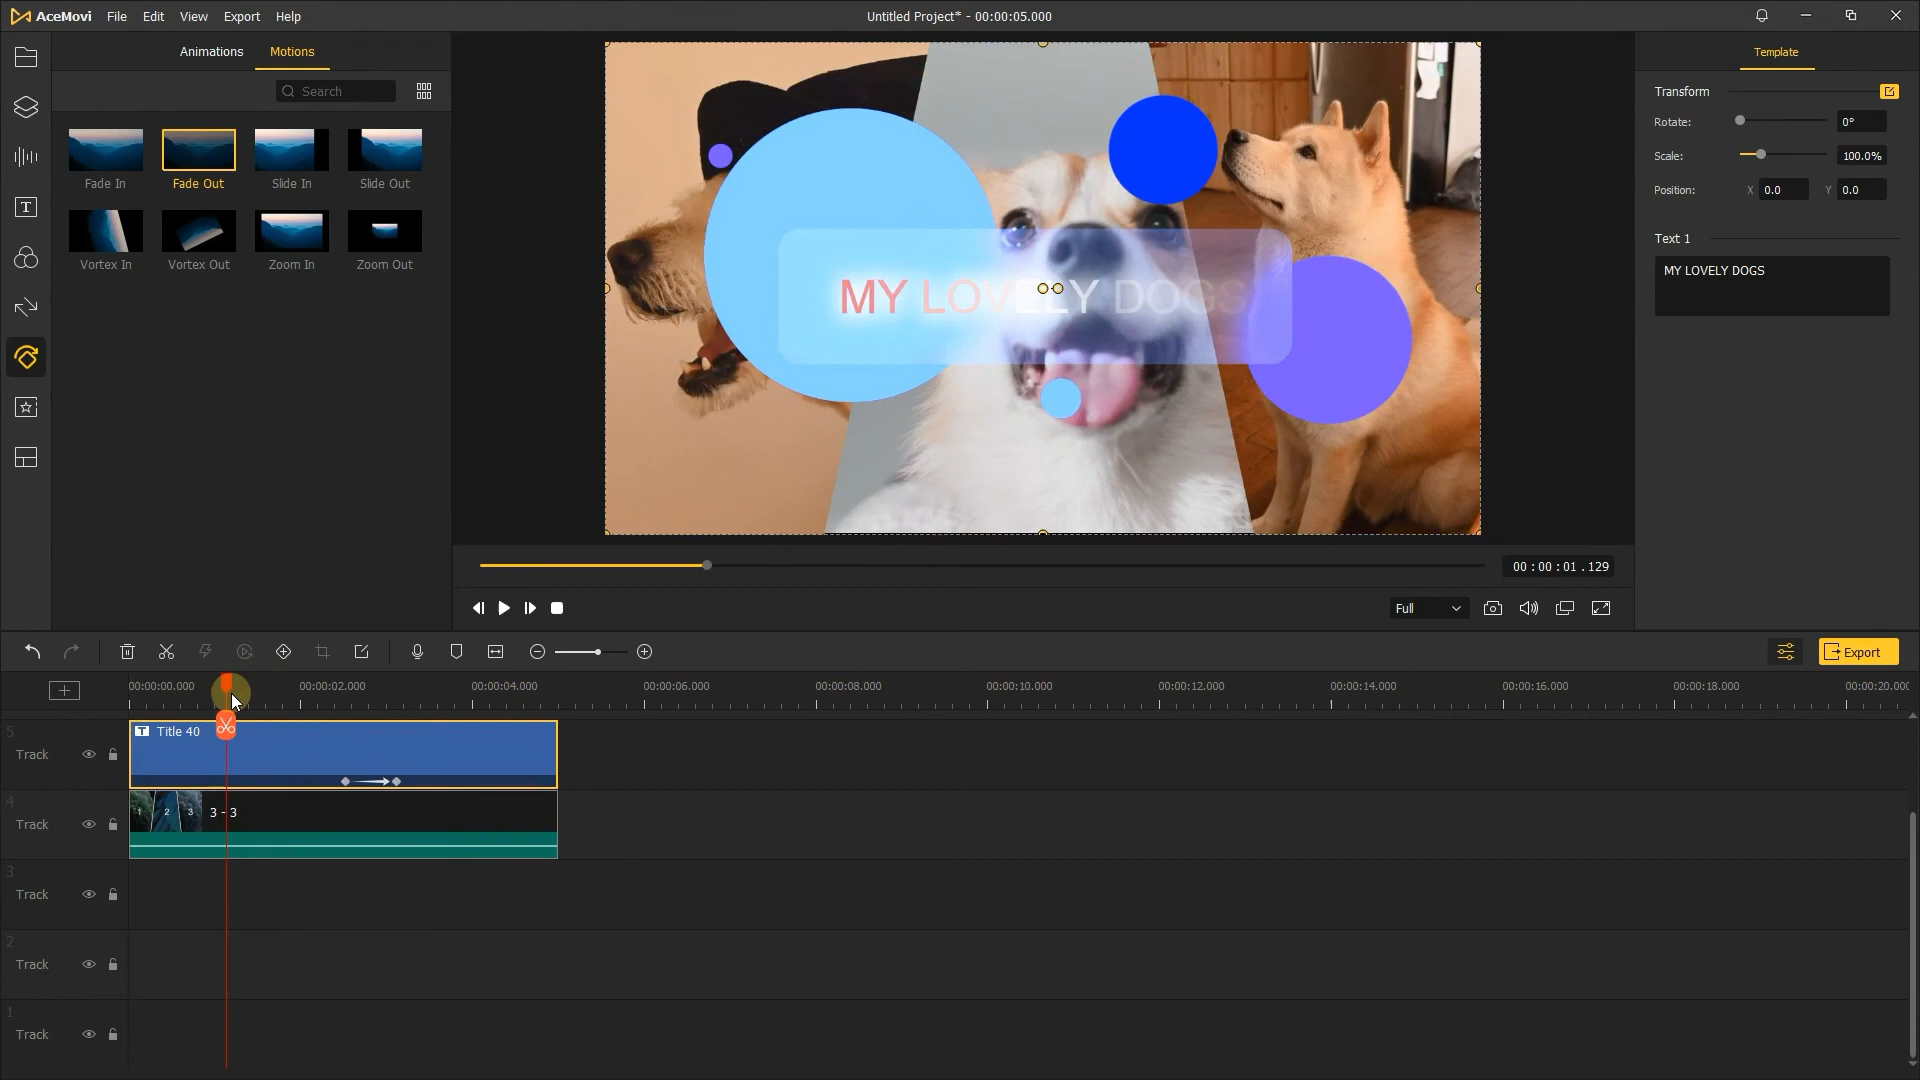 AceMovi File Edit View Export Help
Untitled Project* - 00:00:05.000
Animations Motions
Search
Fade In Fade Out Slide In Slide Out
Vortex In Vortex Out Zoom In Zoom Out
MY LOVELY DOGS
Template
Transform
Rotate: 0°
Scale: 100.0%
Position: X 0.0 Y 0.0
Text 1
MY LOVELY DOGS
00 : 00 : 01 . 129
Full
Export
00:00:00.000 00:00:02.000 00:00:04.000 00:00:06.000 00:00:08.000 00:00:10.000 00:00:12.000 00:00:14.000 00:00:16.000 00:00:18.000 00:00:20.000
5
Track
T Title 40
4
Track
1 2 3 3 - 3
3
Track
2
Track
1
Track